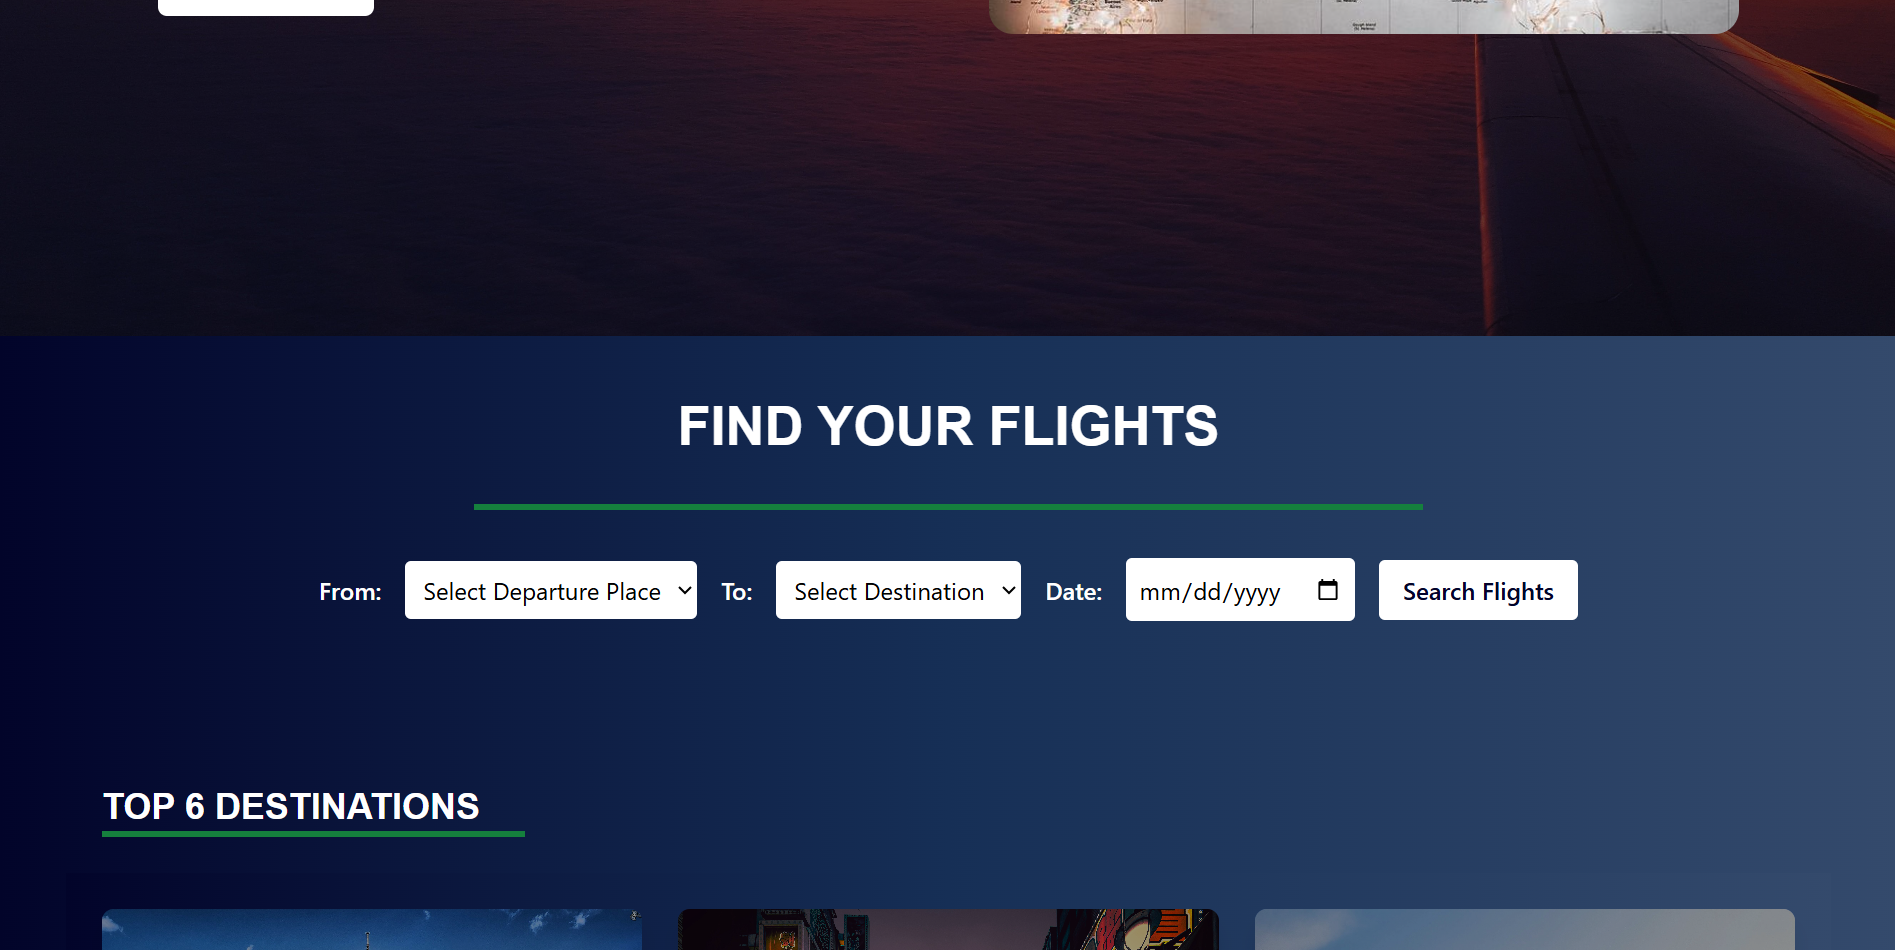 FIND YOUR FLIGHTS
From: Select Departure Place To: Select Destination Date: mm/dd/yyyy Search Flights
TOP 6 DESTINATIONS